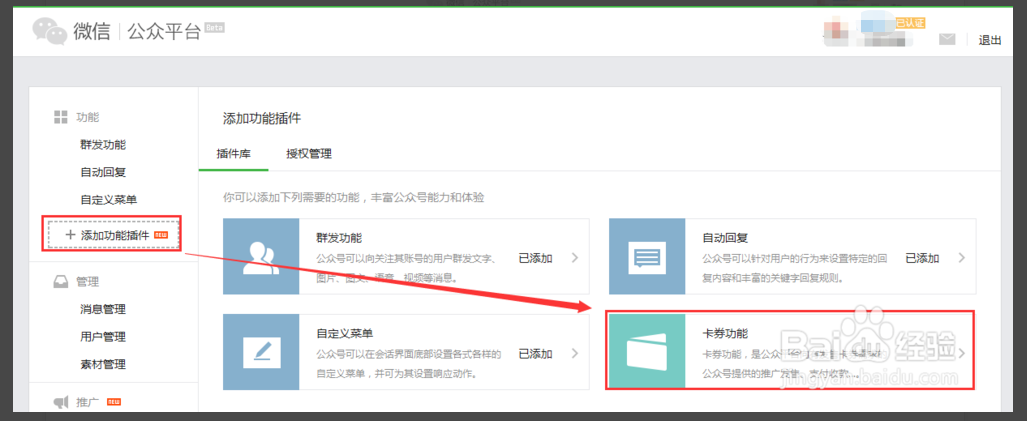 微信 | 公众平台 Beta
已认证
退出
功能
群发功能
自动回复
自定义菜单
+ 添加功能插件 NEW
管理
消息管理
用户管理
素材管理
推广 NEW
添加功能插件
插件库 授权管理
你可以添加下列需要的功能，丰富公众号能力和体验
群发功能
公众号可以向关注其账号的用户群发文字、
图片、图文、语音、视频等消息。
已添加
自动回复
公众号可以针对用户的行为来设置特定的回
复内容和丰富的关键字回复规则。
已添加
自定义菜单
公众号可以在会话界面底部设置各式各样的
自定义菜单，并可为其设置响应动作。
已添加
卡券功能
卡券功能，是公众
公众号提供的推广
支付收款
Baidu 经验
jingyan.baidu.com